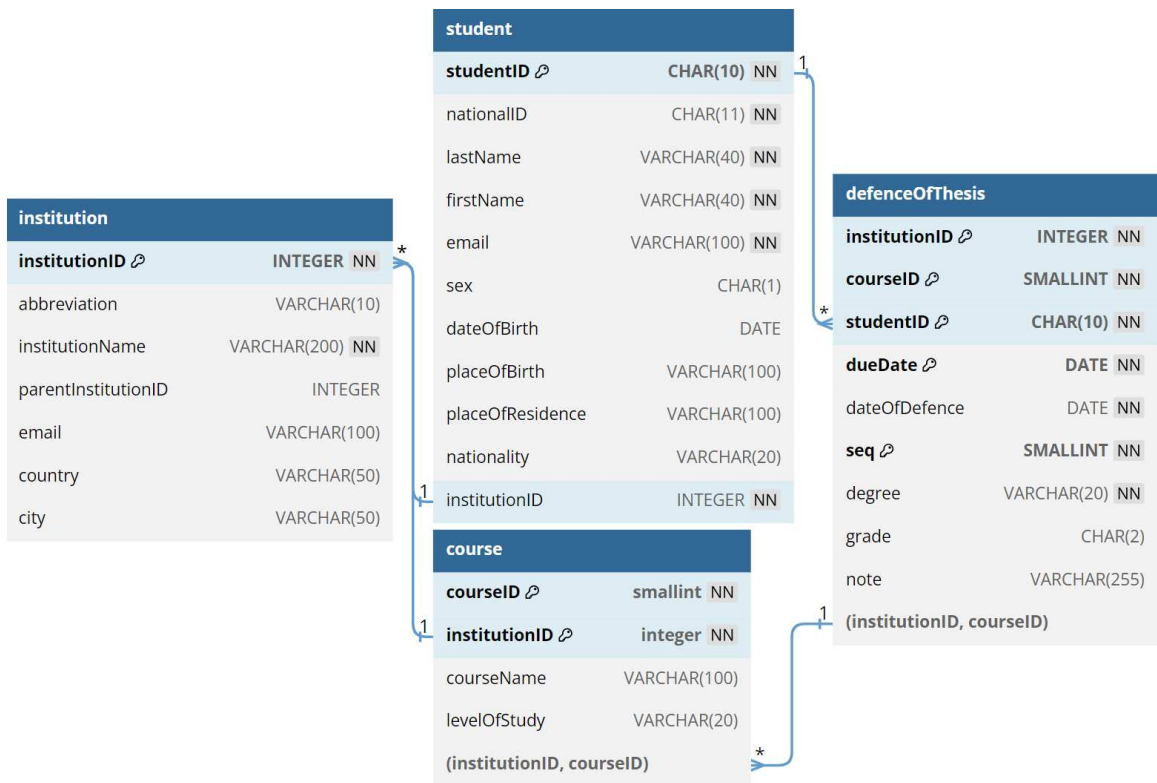 student
studentID CHAR(10) NN
nationalID CHAR(11) NN
lastName VARCHAR(40) NN
firstName VARCHAR(40) NN
email VARCHAR(100) NN
sex CHAR(1)
dateOfBirth DATE
placeOfBirth VARCHAR(100)
placeOfResidence VARCHAR(100)
nationality VARCHAR(20)
1 institutionID INTEGER NN
1
institution
institutionID INTEGER NN
*
abbreviation VARCHAR(10)
institutionName VARCHAR(200) NN
parentInstitutionID INTEGER
email VARCHAR(100)
country VARCHAR(50)
city VARCHAR(50)
defenceOfThesis
institutionID INTEGER NN
courseID SMALLINT NN
* studentID CHAR(10) NN
dueDate DATE NN
dateOfDefence DATE NN
seq SMALLINT NN
degree VARCHAR(20) NN
grade CHAR(2)
note VARCHAR(255)
1 (institutionID, courseID)
course
courseID smallint NN
1 institutionID integer NN
courseName VARCHAR(100)
levelOfStudy VARCHAR(20)
(institutionID, courseID) *